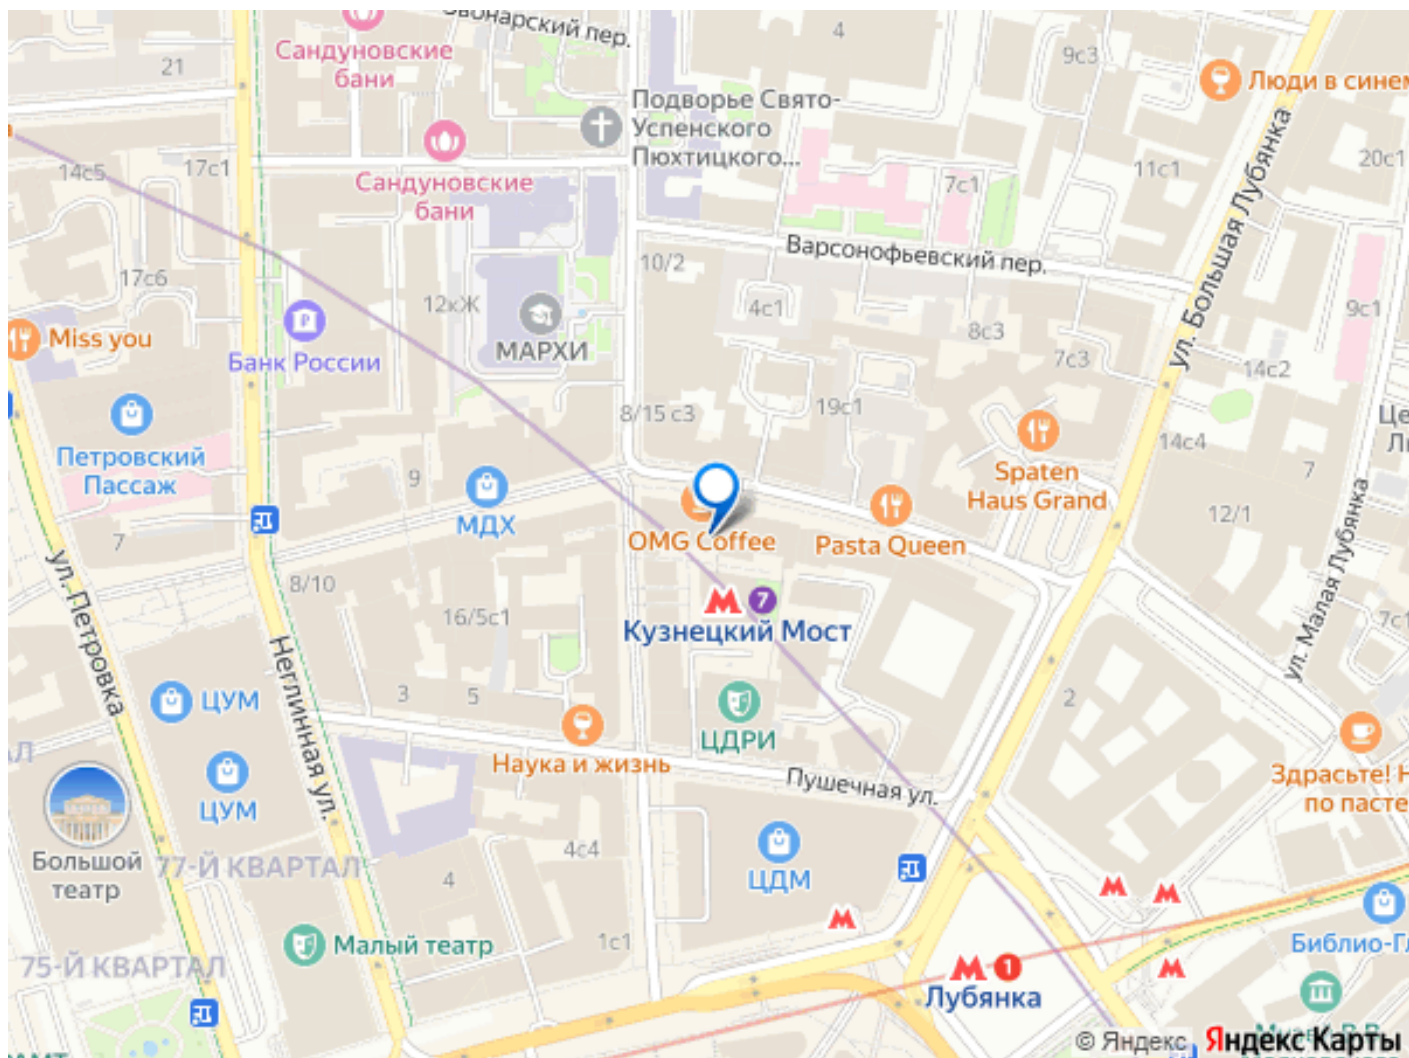 Звонарский пер.
4
Сандуновские
бани
21
9с3
Люди в синем
Подворье Свято-
Успенского
Пюхтицкого...
14с5
17с1
Сандуновские
бани
7с1
11с1
20с1
ул. Большая Лубянка
Варсонофьевский пер.
10/2
17с6
12кЖ
4с1
8с3
9с1
Miss you
Банк России
МАРХИ
7с3
14с2
8/15 с3
19с1
Петровский
Пассаж
9
МДХ
Spaten
Haus Grand
14с4
7
12/1
OMG Coffee
Pasta Queen
7
ул. Петровка
8/10
16/5с1
7
Кузнецкий Мост
ул. Малая Лубянка
7с1
Неглинная ул.
ЦУМ
3
5
ЦДРИ
2
Наука и жизнь
Пушечная ул.
ЦУМ
Здрасьте!
по пасте
Большой
театр
77-Й КВАРТАЛ
4с4
4
ЦДМ
Малый театр
1с1
75-Й КВАРТАЛ
1
Лубянка
Библио-Гл
© Яндекс
Яндекс Карты